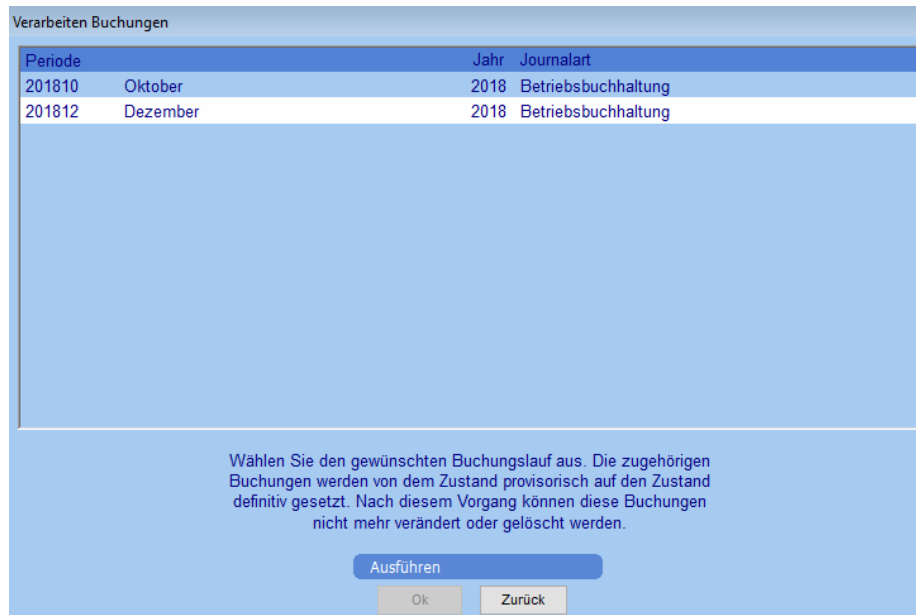 Verarbeiten Buchungen
Periode Jahr Journalart
201810 Oktober 2018 Betriebsbuchhaltung
201812 Dezember 2018 Betriebsbuchhaltung
Wählen Sie den gewünschten Buchungslauf aus. Die zugehörigen
Buchungen werden von dem Zustand provisorisch auf den Zustand
definitiv gesetzt. Nach diesem Vorgang können diese Buchungen
nicht mehr verändert oder gelöscht werden.
Ausführen
Ok Zurück